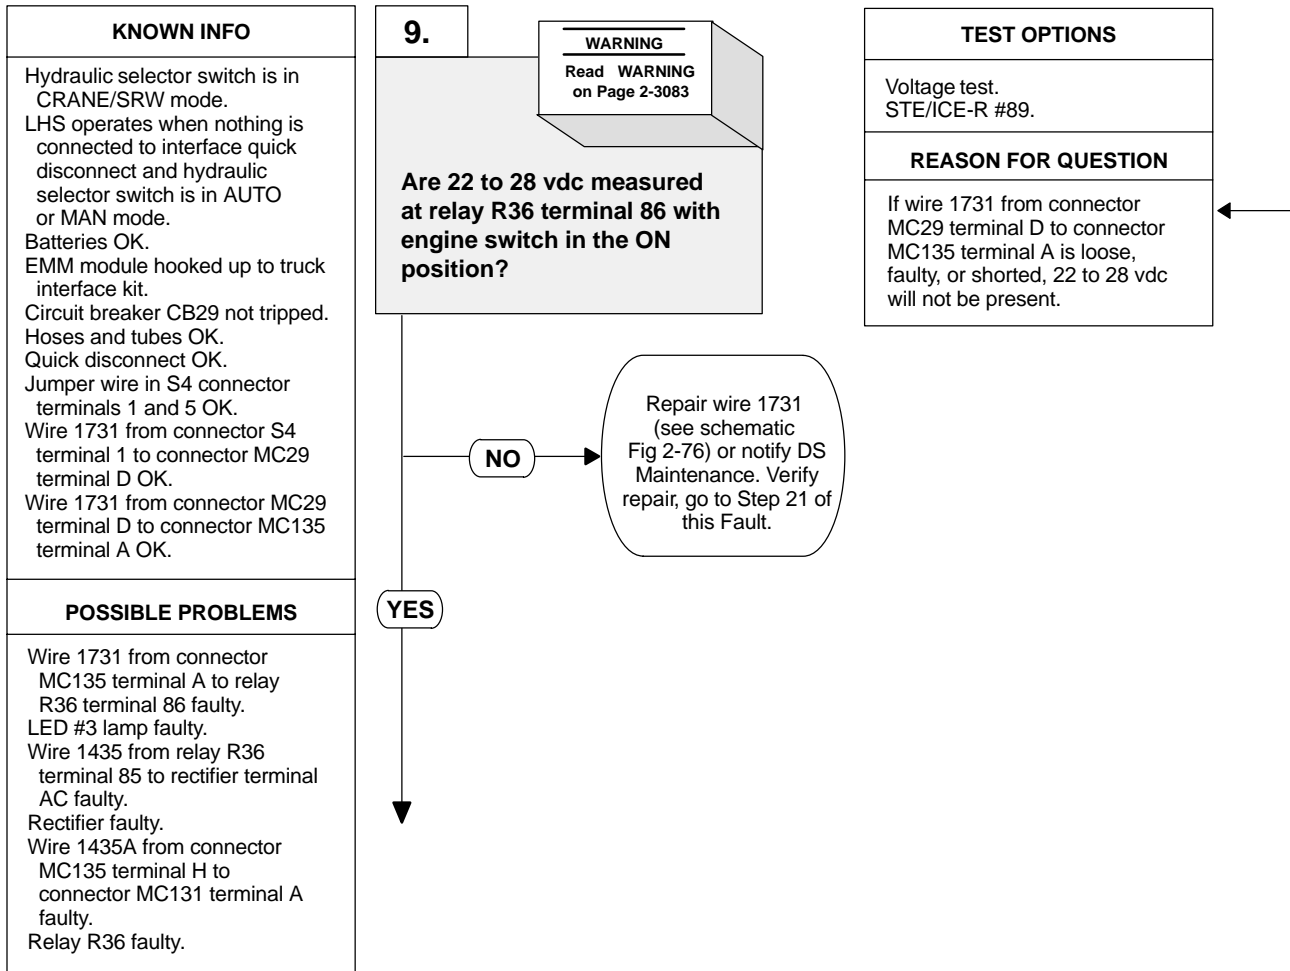 KNOWN INFO
Hydraulic selector switch is in
CRANE/SRW mode.
LHS operates when nothing is
connected to interface quick
disconnect and hydraulic
selector switch is in AUTO
or MAN mode.
Batteries OK.
EMM module hooked up to truck
interface kit.
Circuit breaker CB29 not tripped.
Hoses and tubes OK.
Quick disconnect OK.
Jumper wire in S4 connector
terminals 1 and 5 OK.
Wire 1731 from connector S4
terminal 1 to connector MC29
terminal D OK.
Wire 1731 from connector MC29
terminal D to connector MC135
terminal A OK.
POSSIBLE PROBLEMS
Wire 1731 from connector
MC135 terminal A to relay
R36 terminal 86 faulty.
LED #3 lamp faulty.
Wire 1435 from relay R36
terminal 85 to rectifier terminal
AC faulty.
Rectifier faulty.
Wire 1435A from connector
MC135 terminal H to
connector MC131 terminal A
faulty.
Relay R36 faulty.
9.
WARNING
Read WARNING
on Page 2-3083
Are 22 to 28 vdc measured
at relay R36 terminal 86 with
engine switch in the ON
position?
NO
Repair wire 1731
(see schematic
Fig 2-76) or notify DS
Maintenance. Verify
repair, go to Step 21 of
this Fault.
YES
TEST OPTIONS
Voltage test.
STE/ICE-R #89.
REASON FOR QUESTION
If wire 1731 from connector
MC29 terminal D to connector
MC135 terminal A is loose,
faulty, or shorted, 22 to 28 vdc
will not be present.